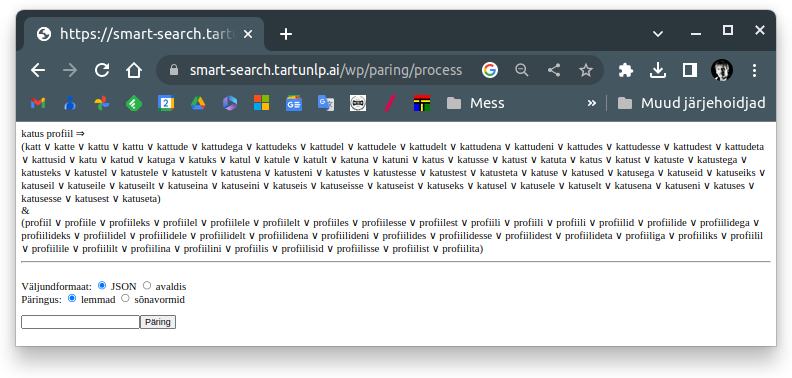 https://smart-search.tart
smart-search.tartunlp.ai/wp/paring/process
Mess
»
Muud järjehoidjad
katus profiil ⇒
(katt ∨ katte ∨ kattu ∨ kattu ∨ kattude ∨ kattudega ∨ kattudeks ∨ kattudel ∨ kattudele ∨ kattudelt ∨ kattudena ∨ kattudeni ∨ kattudes ∨ kattudesse ∨ kattudest ∨ kattudeta
∨ kattusid ∨ katu ∨ katud ∨ katuga ∨ katuks ∨ katul ∨ katule ∨ katult ∨ katuna ∨ katuni ∨ katus ∨ katusse ∨ katust ∨ katuta ∨ katus ∨ katust ∨ katuste ∨ katustega ∨
katusteks ∨ katustel ∨ katustele ∨ katustelt ∨ katustena ∨ katusteni ∨ katustes ∨ katustesse ∨ katustest ∨ katusteta ∨ katuse ∨ katused ∨ katusega ∨ katuseid ∨ katuseiks ∨
katuseil ∨ katuseile ∨ katuseilt ∨ katuseina ∨ katuseini ∨ katuseis ∨ katuseisse ∨ katuseist ∨ katuseks ∨ katusel ∨ katusele ∨ katuselt ∨ katusena ∨ katuseni ∨ katuses ∨
katusesse ∨ katusest ∨ katuseta)
&
(profiil ∨ profiile ∨ profiileks ∨ profiilel ∨ profiilele ∨ profiilelt ∨ profiiles ∨ profiilesse ∨ profiilest ∨ profiili ∨ profiili ∨ profiili ∨ profiilid ∨ profiilide ∨ profiilidega ∨
profiilideks ∨ profiilidel ∨ profiilidele ∨ profiilidelt ∨ profiilidena ∨ profiilideni ∨ profiilides ∨ profiilidesse ∨ profiilidest ∨ profiilideta ∨ profiiliga ∨ profiiliks ∨ profiilil
∨ profiilile ∨ profiililt ∨ profiilina ∨ profiilini ∨ profiilis ∨ profiilisid ∨ profiilisse ∨ profiilist ∨ profiilita)
Väljundformaat: JSON avaldis
Päringus: lemmad sõnavormid
Päring